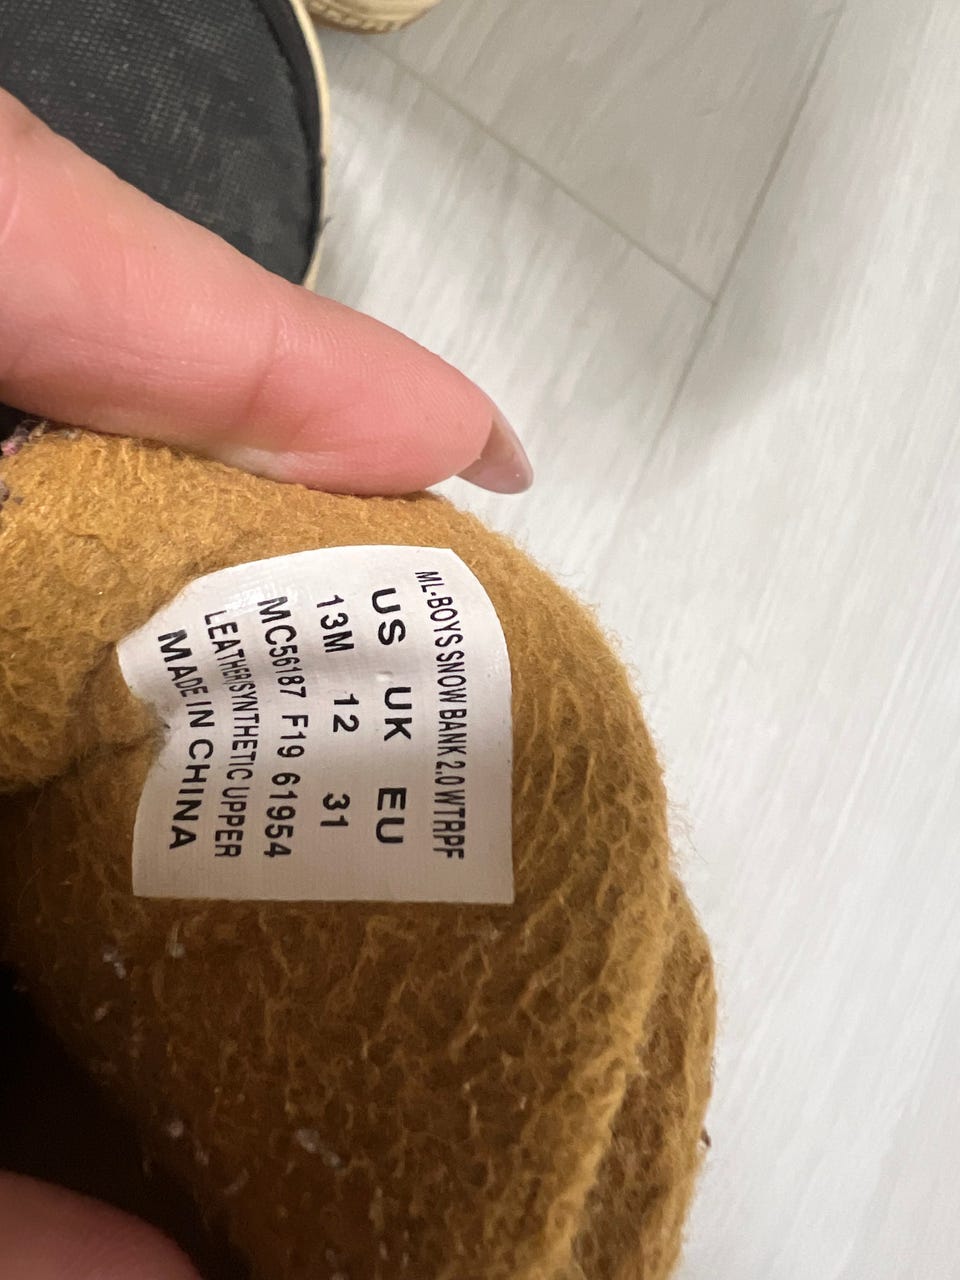 ML-BOYS SNOW BANK 2.0 WTRPF
US UK EU
13M 12 31
MC56187 F19 61954
LEATHER/SYNTHETIC UPPER
MADE IN CHINA